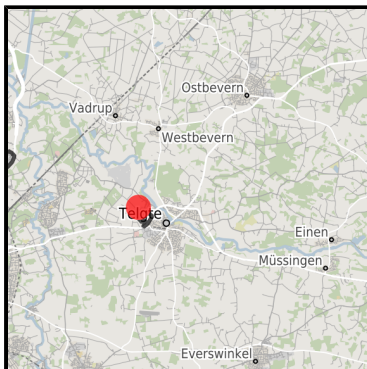 Ostbevern
Vadrup
Westbevern
Telgte
Einen
Müssingen
Everswinkel